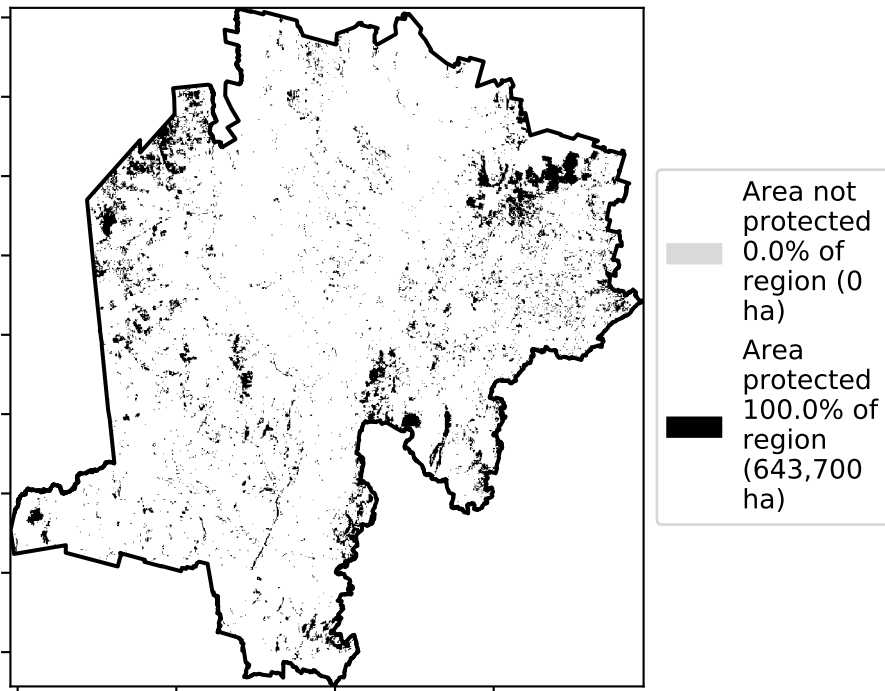 Area not
protected
0.0% of
region (0
ha)
Area
protected
100.0% of
region
(643,700
ha)